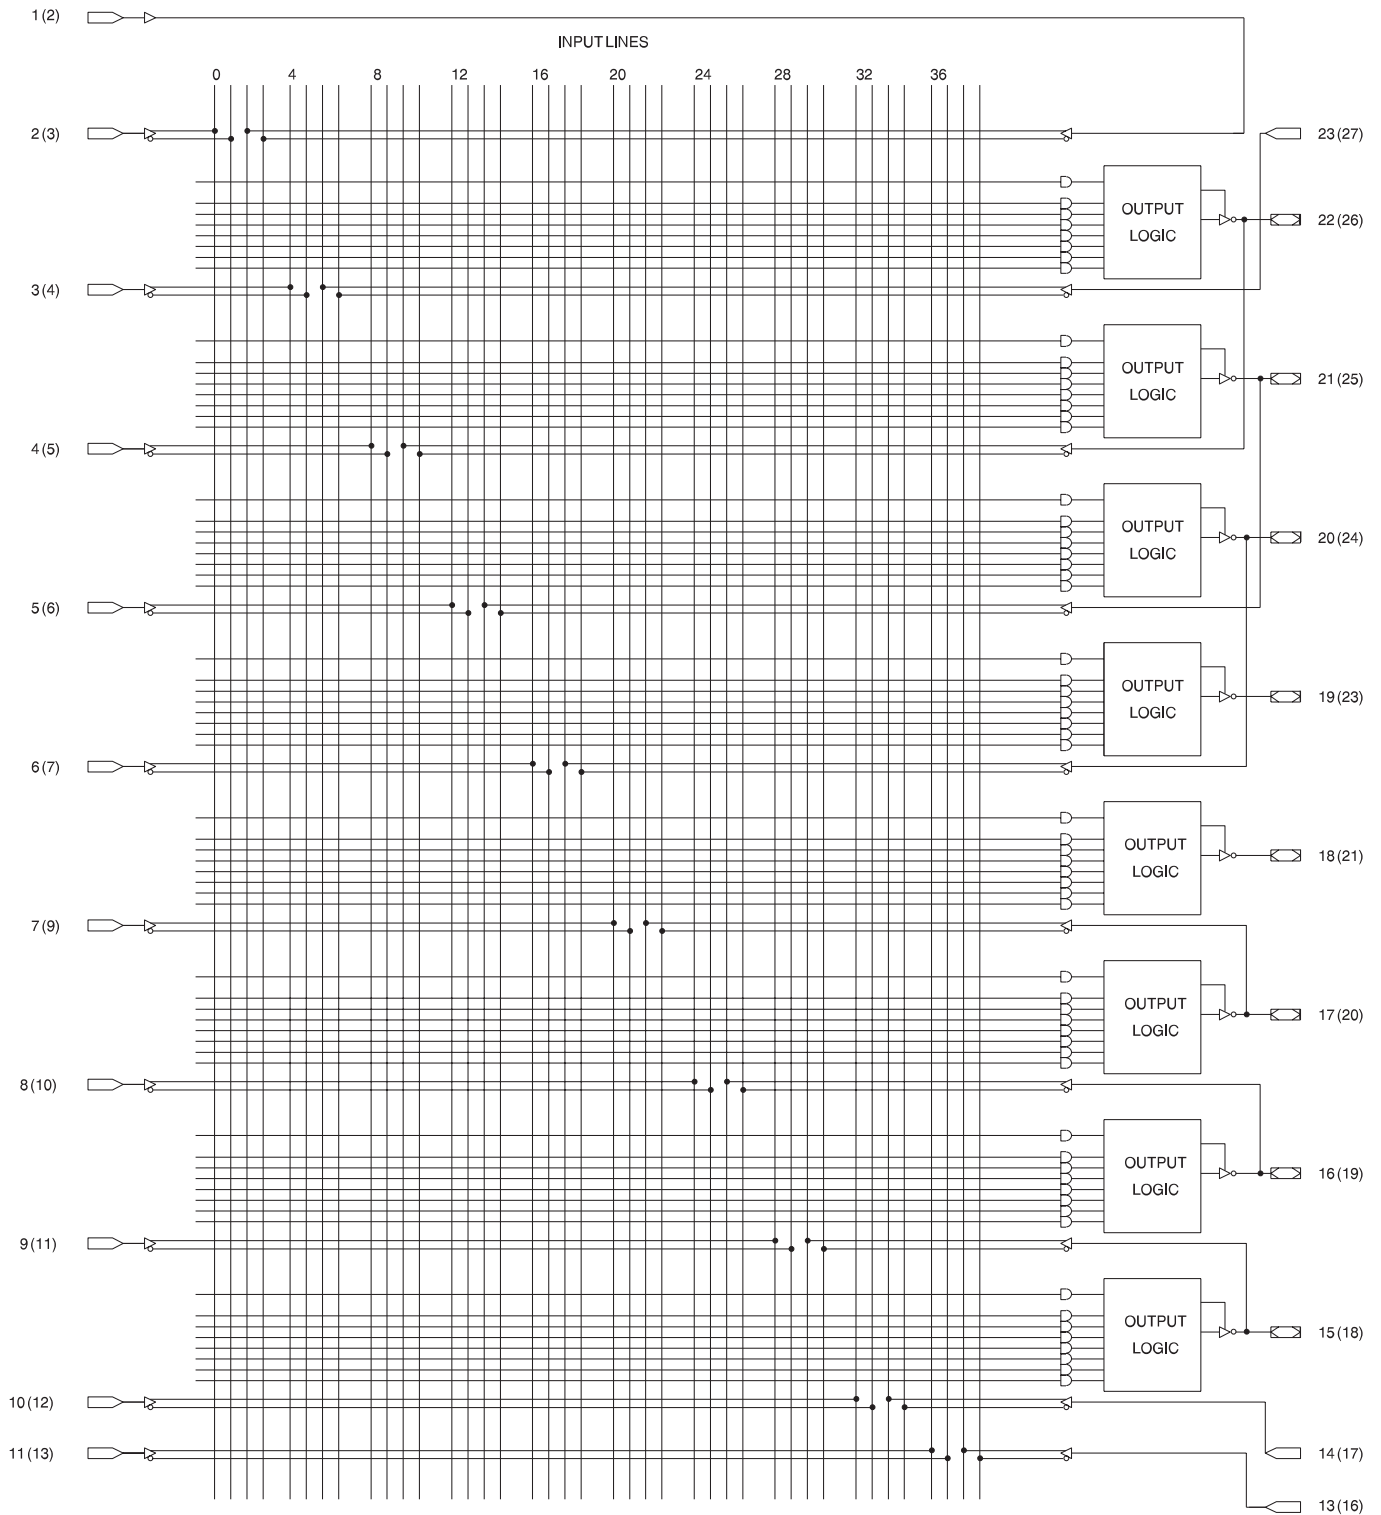 1 (2)
INPUT LINES
0 4 8 12 16 20 24 28 32 36
2 (3)
23 (27)
OUTPUT
LOGIC
22 (26)
3 (4)
OUTPUT
LOGIC
21 (25)
4 (5)
OUTPUT
LOGIC
20 (24)
5 (6)
OUTPUT
LOGIC
19 (23)
6 (7)
OUTPUT
LOGIC
18 (21)
7 (9)
OUTPUT
LOGIC
17 (20)
8 (10)
OUTPUT
LOGIC
16 (19)
9 (11)
OUTPUT
LOGIC
15 (18)
10 (12)
11 (13)
14 (17)
13 (16)